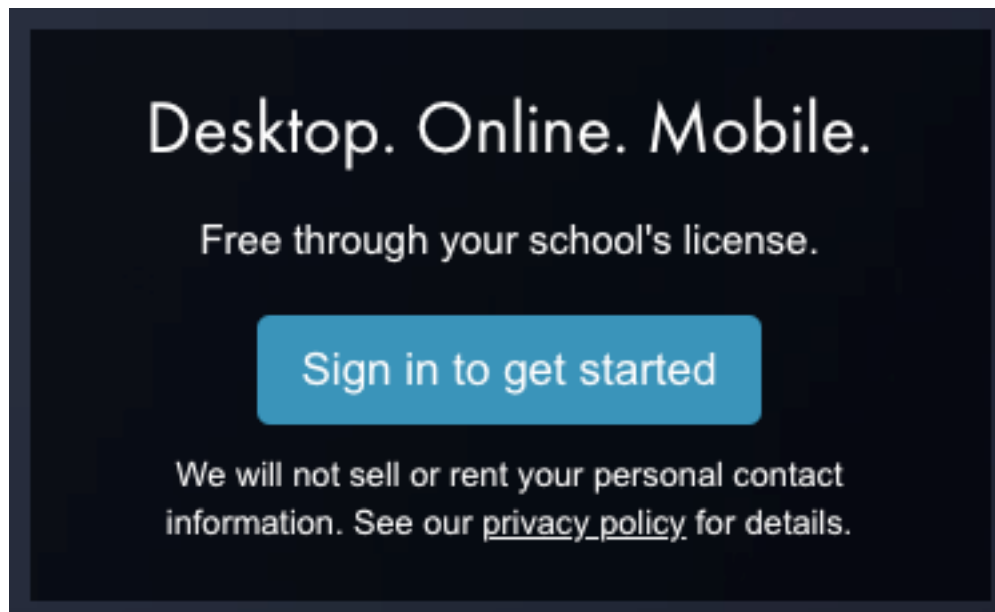 Desktop. Online. Mobile.
Free through your school's license.
Sign in to get started
We will not sell or rent your personal contact
information. See our privacy policy for details.